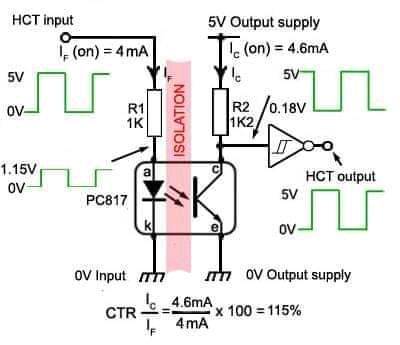 HCT input
5V Output supply
I_F (on) = 4mA
I_c (on) = 4.6mA
I_F
I_c
5V
0V
5V
0.18V
R1
1K
ISOLATION
R2
1K2
1.15V
0V
a
c
HCT output
PC817
5V
0V
k
e
0V Input
0V Output supply
CTR I_c/I_F = 4.6mA/4mA x 100 = 115%